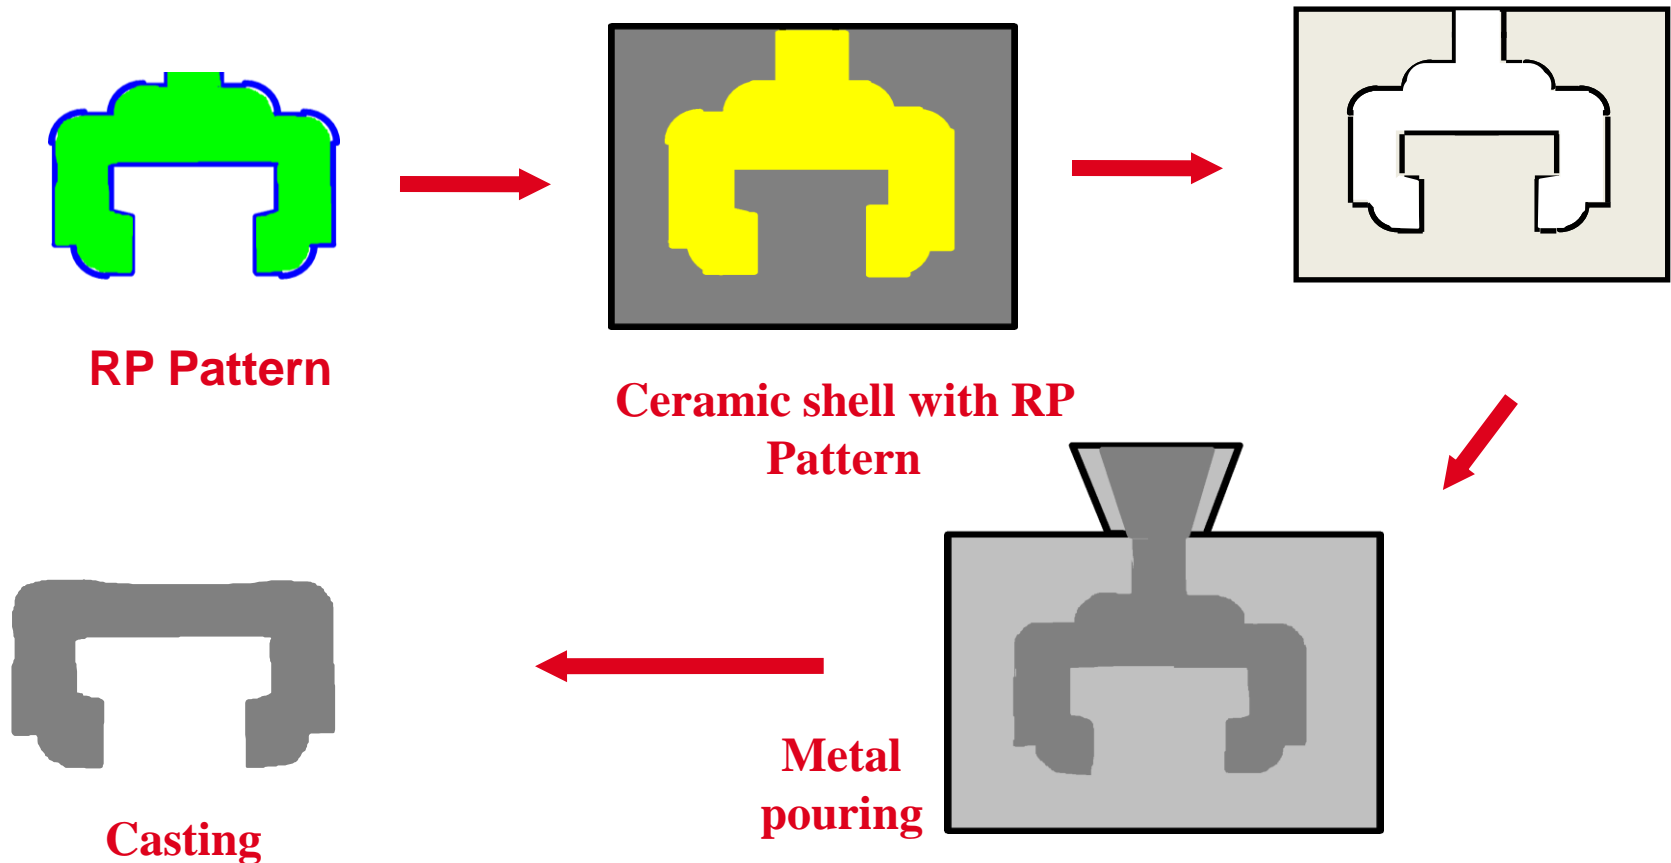 RP Pattern
Ceramic shell with RP
Pattern
Metal
pouring
Casting